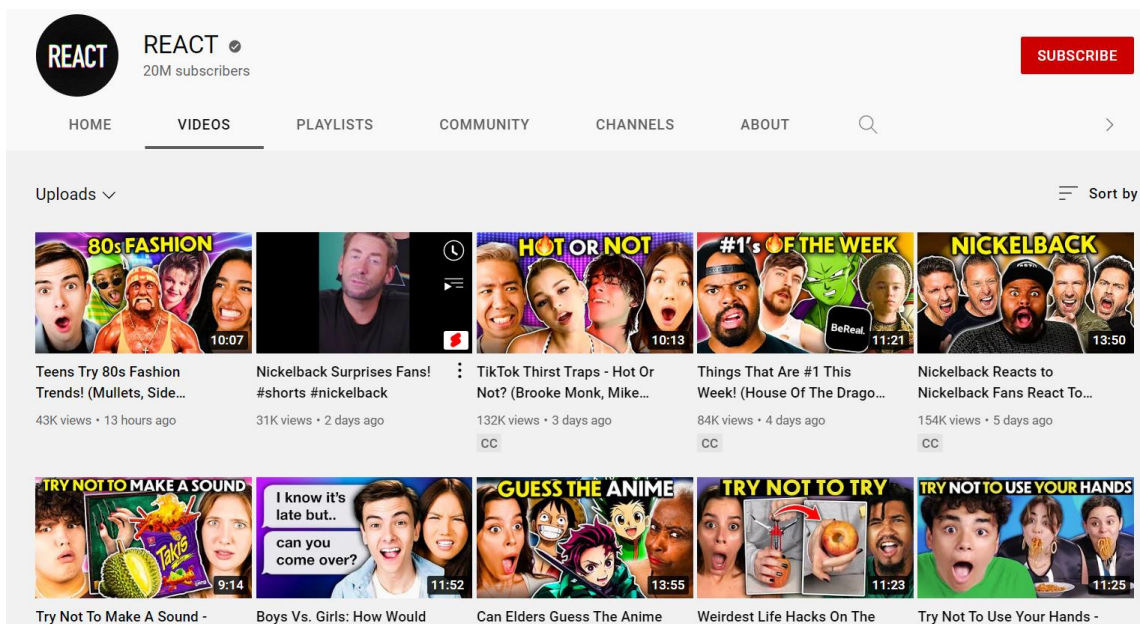 REACT
REACT
20M subscribers
SUBSCRIBE
HOME
VIDEOS
PLAYLISTS
COMMUNITY
CHANNELS
ABOUT
Uploads
Sort by
80s FASHION
10:07
HOT OR NOT
10:13
#1's OF THE WEEK
BeReal.
11:21
NICKELBACK
13:50
Teens Try 80s Fashion
Trends! (Mullets, Side...
43K views • 13 hours ago
Nickelback Surprises Fans!
#shorts #nickelback
31K views • 2 days ago
TikTok Thirst Traps - Hot Or
Not? (Brooke Monk, Mike...
132K views • 3 days ago
CC
Things That Are #1 This
Week! (House Of The Drago...
84K views • 4 days ago
CC
Nickelback Reacts to
Nickelback Fans React To...
154K views • 5 days ago
CC
TRY NOT TO MAKE A SOUND
Takis
9:14
I know it's
late but..
can you
come over?
11:52
GUESS THE ANIME
13:55
TRY NOT TO TRY
11:23
TRY NOT TO USE YOUR HANDS
11:25
Try Not To Make A Sound -
Boys Vs. Girls: How Would
Can Elders Guess The Anime
Weirdest Life Hacks On The
Try Not To Use Your Hands -